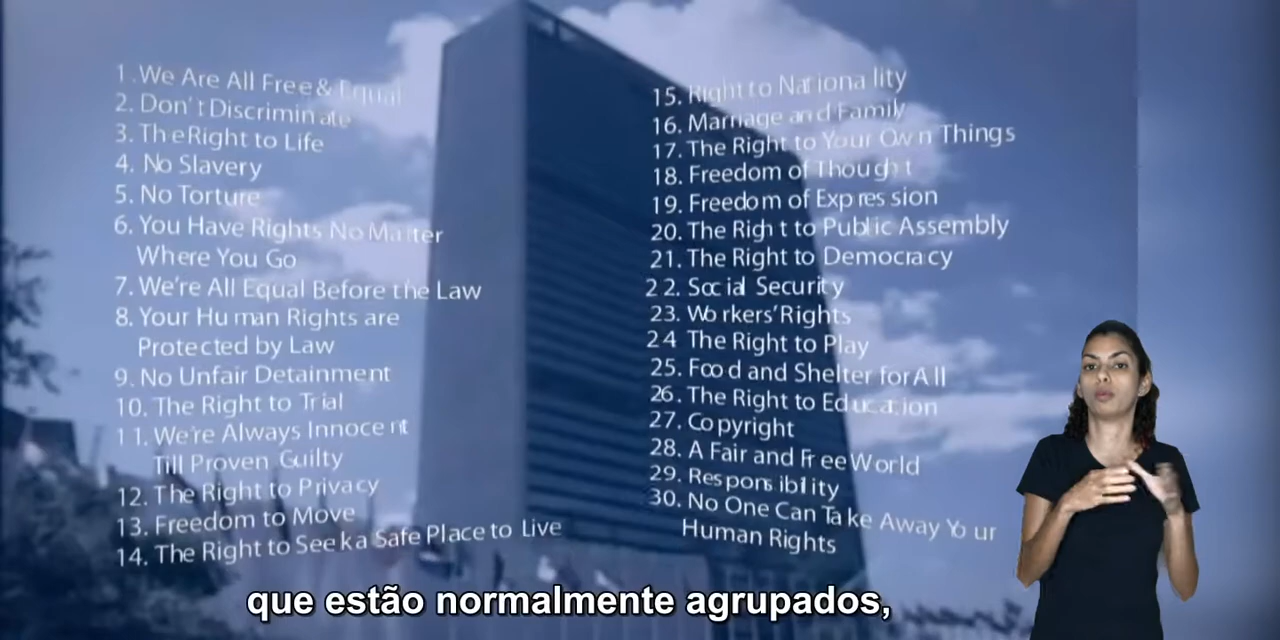 1. We Are All Free & Equal
2. Don't Discriminate
3. The Right to Life
4. No Slavery
5. No Torture
6. You Have Rights No Matter
Where You Go
7. We're All Equal Before the Law
8. Your Human Rights are
Protected by Law
9. No Unfair Detainment
10. The Right to Trial
11. We're Always Innocent
Till Proven Guilty
12. The Right to Privacy
13. Freedom to Move
14. The Right to Seek a Safe Place to Live
15. Right to Nationality
16. Marriage and Family
17. The Right to Your Own Things
18. Freedom of Thought
19. Freedom of Expression
20. The Right to Public Assembly
21. The Right to Democracy
22. Social Security
23. Workers' Rights
24 The Right to Play
25. Food and Shelter for All
26. The Right to Education
27. Copyright
28. A Fair and Free World
29. Responsibility
30. No One Can Take Away Your
Human Rights
que estão normalmente agrupados,